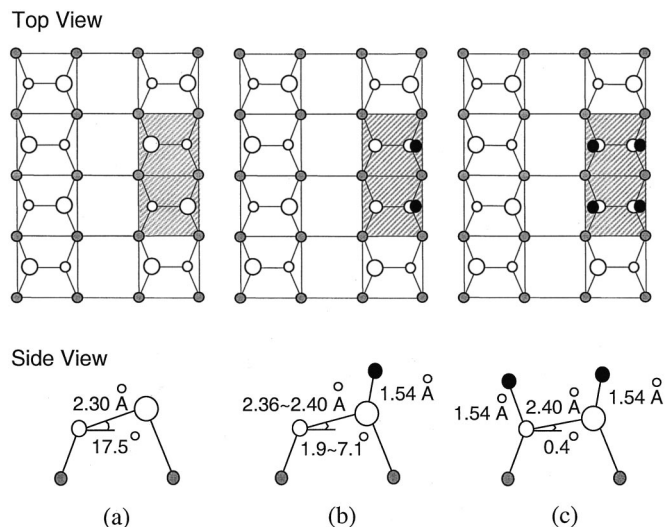 Top View
Side View
2.30 Å
17.5°
2.36~2.40 Å
1.54 Å
1.9~7.1°
1.54 Å
2.40 Å
1.54 Å
0.4°
(a)
(b)
(c)